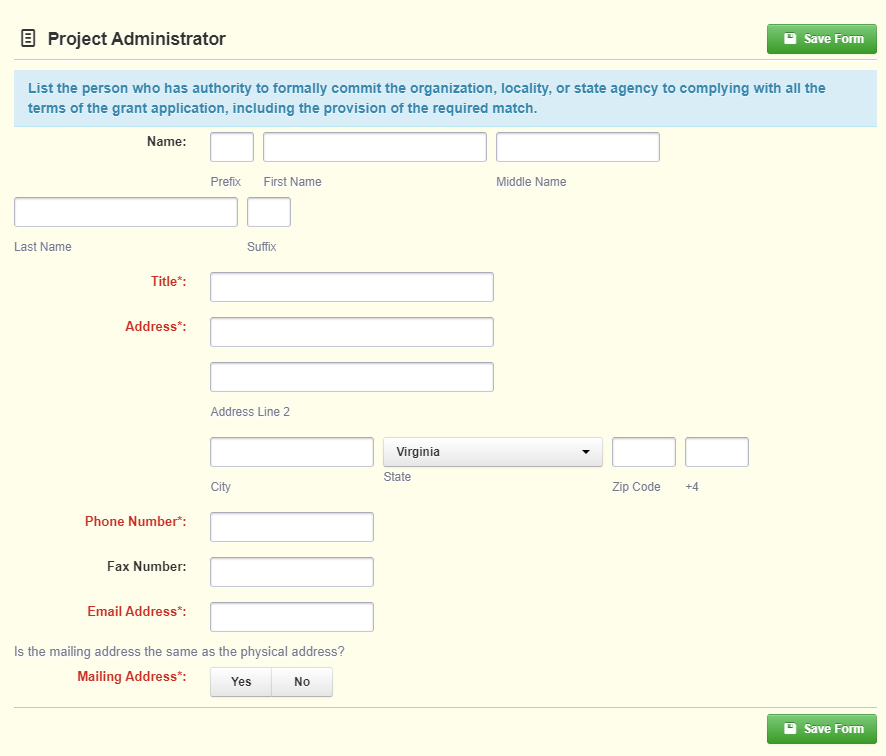 Project Administrator
Save Form
List the person who has authority to formally commit the organization, locality, or state agency to complying with all the
terms of the grant application, including the provision of the required match.
Name:
Prefix First Name Middle Name
Last Name Suffix
Title*:
Address*:
Address Line 2
Virginia
State
City Zip Code +4
Phone Number*:
Fax Number:
Email Address*:
Is the mailing address the same as the physical address?
Mailing Address*: Yes No
Save Form